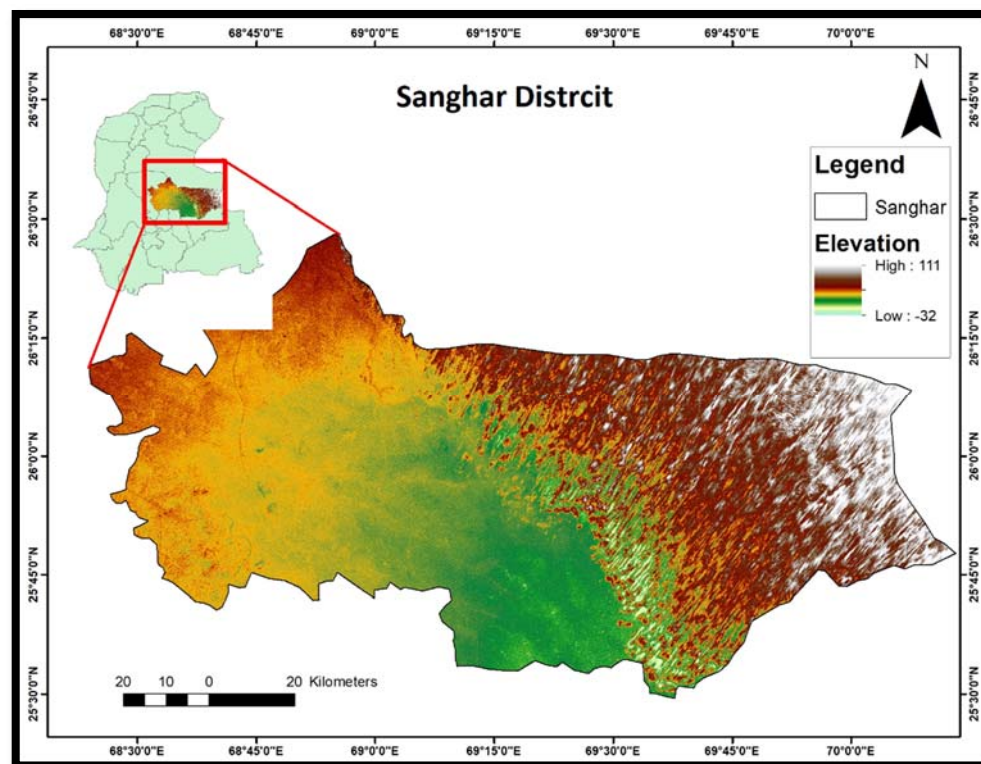 68°30'0"E 68°45'0"E 69°0'0"E 69°15'0"E 69°30'0"E 69°45'0"E 70°0'0"E
Sanghar Distrcit
N
Legend
Sanghar
Elevation
High : 111
Low : -32
26°45'0"N 26°45'0"N
26°30'0"N 26°30'0"N
26°15'0"N 26°15'0"N
26°0'0"N 26°0'0"N
25°45'0"N 25°45'0"N
25°30'0"N 25°30'0"N
20 10 0 20 Kilometers
68°30'0"E 68°45'0"E 69°0'0"E 69°15'0"E 69°30'0"E 69°45'0"E 70°0'0"E